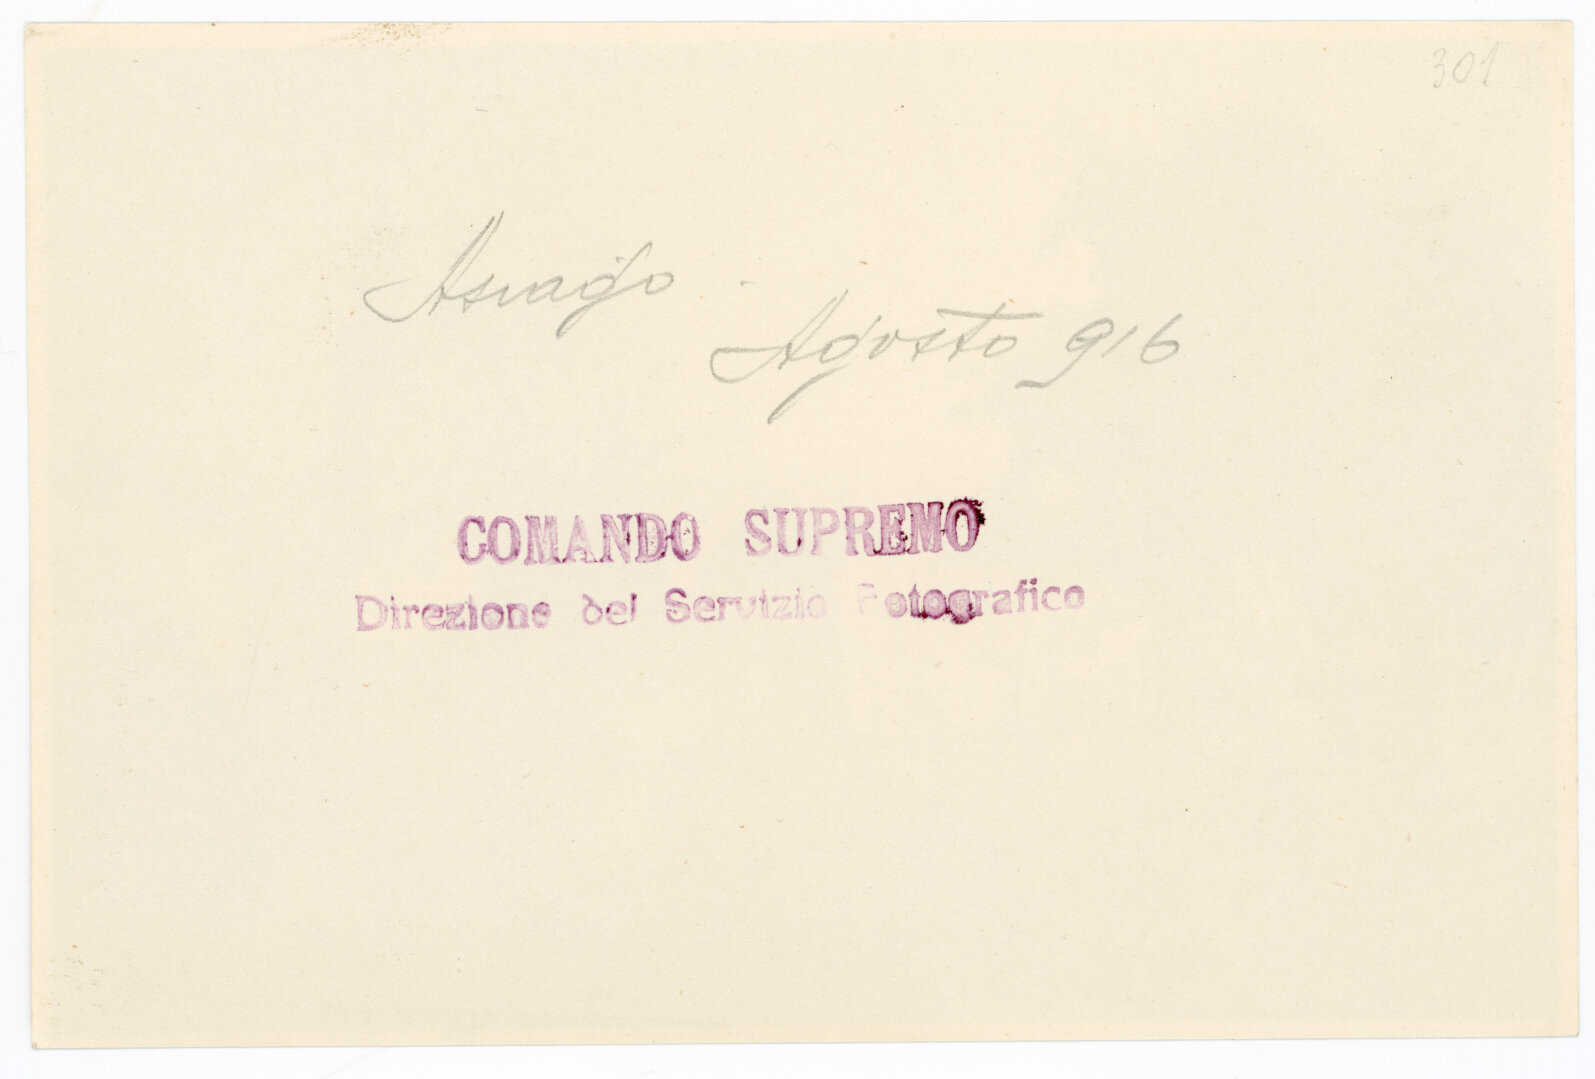 301
Asiago.
Agosto 916
COMANDO SUPREMO
Direzione del Servizio Fotografico